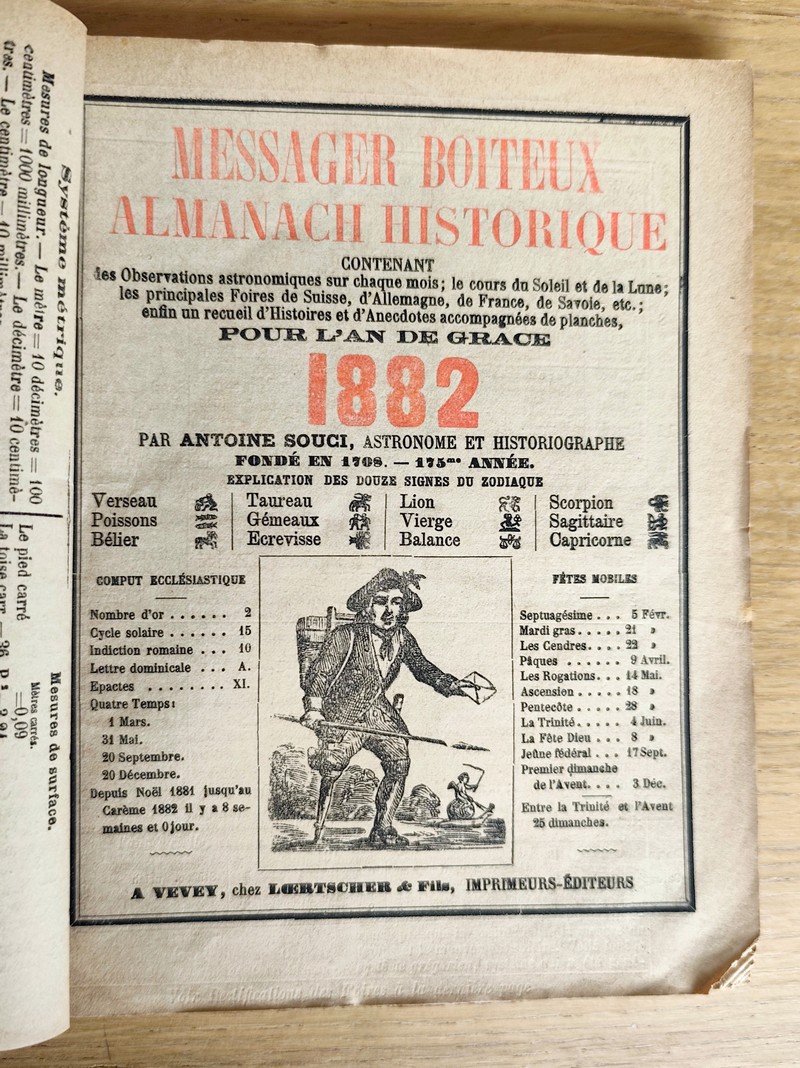 Système métrique.
Mesures de longueur. — Le mètre = 10 décimètres = 100
centimètres = 1000 millimètres. — Le décimètre = 10 centimè-
tres. — Le centimètre = 10
Mesures de surface.
Mètres carrés.
Le pied carré =0,09
MESSAGER BOITEUX
ALMANACH HISTORIQUE
CONTENANT
les Observations astronomiques sur chaque mois; le cours du Soleil et de la Lune;
les principales Foires de Suisse, d'Allemagne, de France, de Savoie, etc.;
enfin un recueil d'Histoires et d'Anecdotes accompagnées de planches,
POUR L'AN DE GRACE
1882
PAR ANTOINE SOUCI, ASTRONOME ET HISTORIOGRAPHE
FONDÉ EN 1708. — 175me ANNÉE.
EXPLICATION DES DOUZE SIGNES DU ZODIAQUE
Verseau Taureau Lion Scorpion
Poissons Gémeaux Vierge Sagittaire
Bélier Ecrevisse Balance Capricorne
COMPUT ECCLÉSIASTIQUE
Nombre d'or . . . . . . 2
Cycle solaire . . . . . . 15
Indiction romaine . . . 10
Lettre dominicale . . . A.
Epactes . . . . . . . . XI.
Quatre Temps:
1 Mars.
31 Mai.
20 Septembre.
20 Décembre.
Depuis Noël 1881 jusqu'au
Carème 1882 il y a 8 se-
maines et 0 jour.
FÊTES MOBILES
Septuagésime . . . 5 Févr.
Mardi gras . . . . . 21 »
Les Cendres. . . . 22 »
Pâques . . . . . . 9 Avril.
Les Rogations. . . 14 Mai.
Ascension . . . . . 18 »
Pentecôte . . . . . 28 »
La Trinité. . . . . 4 Juin.
La Fête Dieu . . . 8 »
Jeûne fédéral . . . 17 Sept.
Premier dimanche
de l'Avent. . . . 3 Déc.
Entre la Trinité et l'Avent
25 dimanches.
A VEVEY, chez LŒRTSCHER & Fils, IMPRIMEURS-ÉDITEURS